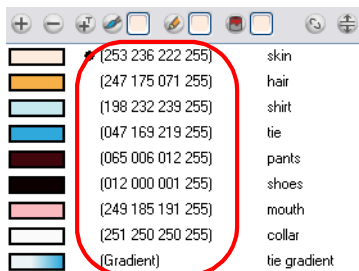 (253 236 222 255) skin
(247 175 071 255) hair
(198 232 239 255) shirt
(047 169 219 255) tie
(065 006 012 255) pants
(012 000 001 255) shoes
(249 185 191 255) mouth
(251 250 250 255) collar
(Gradient) tie gradient